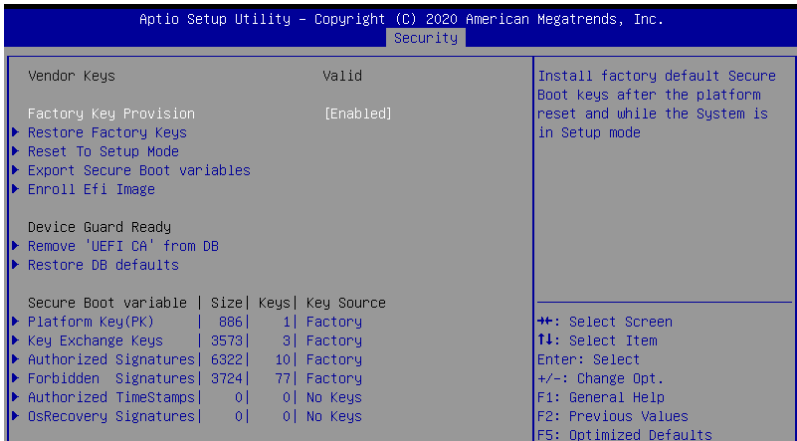 Aptio Setup Utility – Copyright (C) 2020 American Megatrends, Inc.
Security
Vendor Keys Valid
Factory Key Provision [Enabled]
Restore Factory Keys
Reset To Setup Mode
Export Secure Boot variables
Enroll Efi Image
Device Guard Ready
Remove 'UEFI CA' from DB
Restore DB defaults
Secure Boot variable | Size| Keys| Key Source
Platform Key(PK) | 886| 1| Factory
Key Exchange Keys | 3573| 3| Factory
Authorized Signatures| 6322| 10| Factory
Forbidden Signatures| 3724| 77| Factory
Authorized TimeStamps| 0| 0| No Keys
OsRecovery Signatures| 0| 0| No Keys
Install factory default Secure
Boot keys after the platform
reset and while the System is
in Setup mode
→←: Select Screen
↑↓: Select Item
Enter: Select
+/-: Change Opt.
F1: General Help
F2: Previous Values
F5: Optimized Defaults